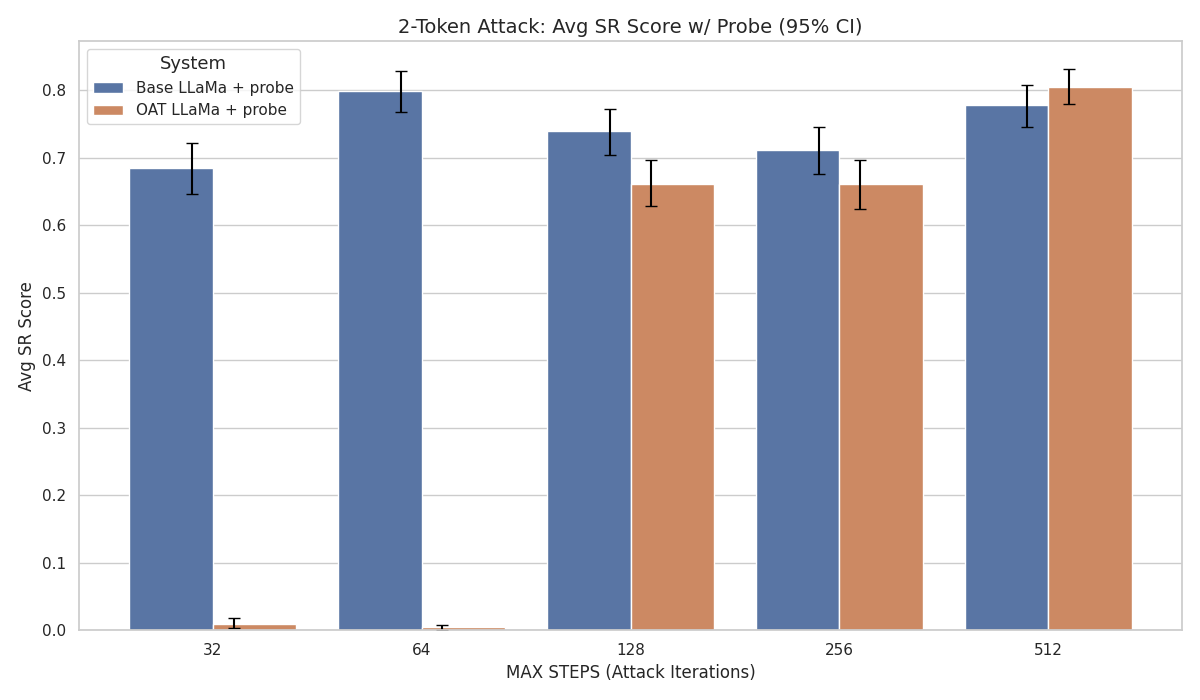 2-Token Attack: Avg SR Score w/ Probe (95% CI)
System
Base LLaMa + probe
OAT LLaMa + probe
Avg SR Score
0.8
0.7
0.6
0.5
0.4
0.3
0.2
0.1
0.0
32 64 128 256 512
MAX STEPS (Attack Iterations)